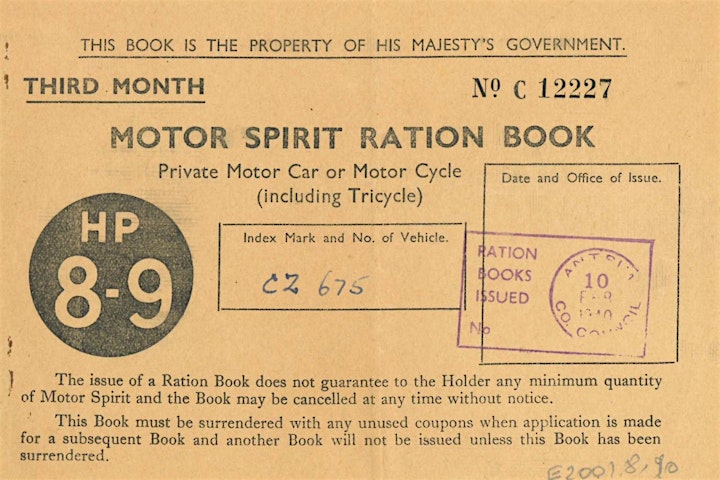 THIS BOOK IS THE PROPERTY OF HIS MAJESTY'S GOVERNMENT.
THIRD MONTH
Nº C 12227
MOTOR SPIRIT RATION BOOK
Private Motor Car or Motor Cycle
(including Tricycle)
Date and Office of Issue.
HP
8-9
Index Mark and No. of Vehicle.
CZ 675
RATION
BOOKS
ISSUED
No
ANTRIM
10
FEB
1940
CO. COUNCIL
The issue of a Ration Book does not guarantee to the Holder any minimum quantity
of Motor Spirit and the Book may be cancelled at any time without notice.
This Book must be surrendered with any unused coupons when application is made
for a subsequent Book and another Book will not be issued unless this Book has been
surrendered.
E2001.8.90